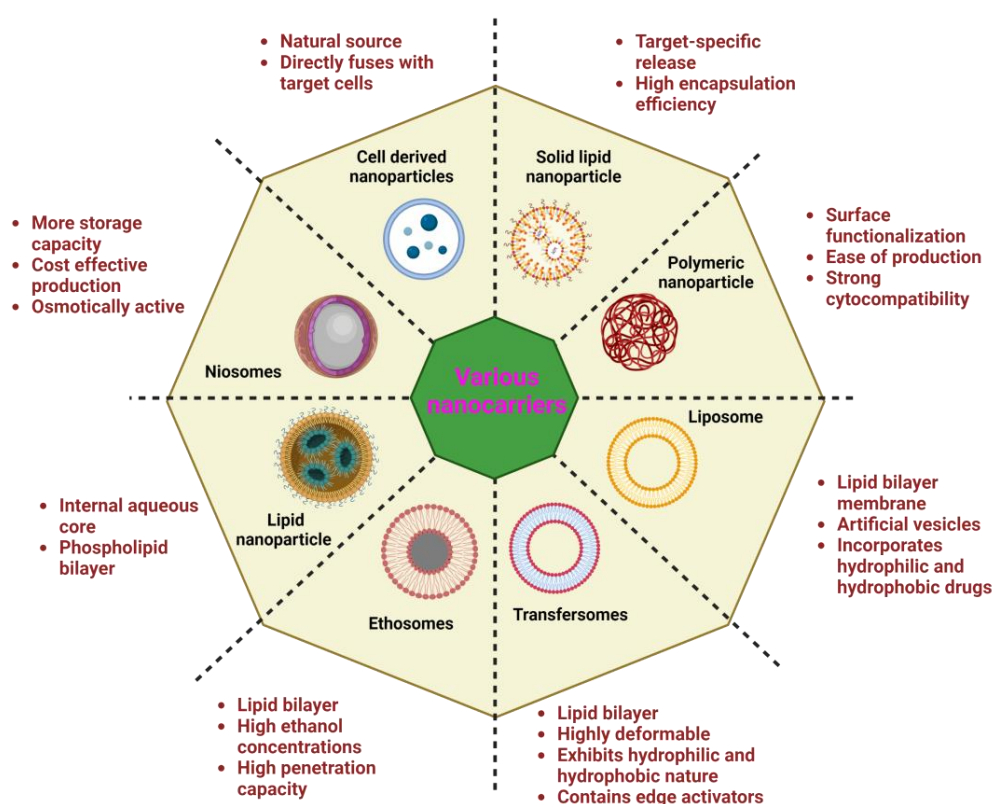 • Natural source
• Directly fuses with
target cells
• Target-specific
release
• High encapsulation
efficiency
Cell derived
nanoparticles
Solid lipid
nanoparticle
• More storage
capacity
• Cost effective
production
• Osmotically active
• Surface
functionalization
• Ease of production
• Strong
cytocompatibility
Polymeric
nanoparticle
Niosomes
Various
nanocarriers
Liposome
Lipid
nanoparticle
• Internal aqueous
core
• Phospholipid
bilayer
• Lipid bilayer
membrane
• Artificial vesicles
• Incorporates
hydrophilic and
hydrophobic drugs
Ethosomes
Transfersomes
• Lipid bilayer
• High ethanol
concentrations
• High penetration
capacity
• Lipid bilayer
• Highly deformable
• Exhibits hydrophilic and
hydrophobic nature
• Contains edge activators